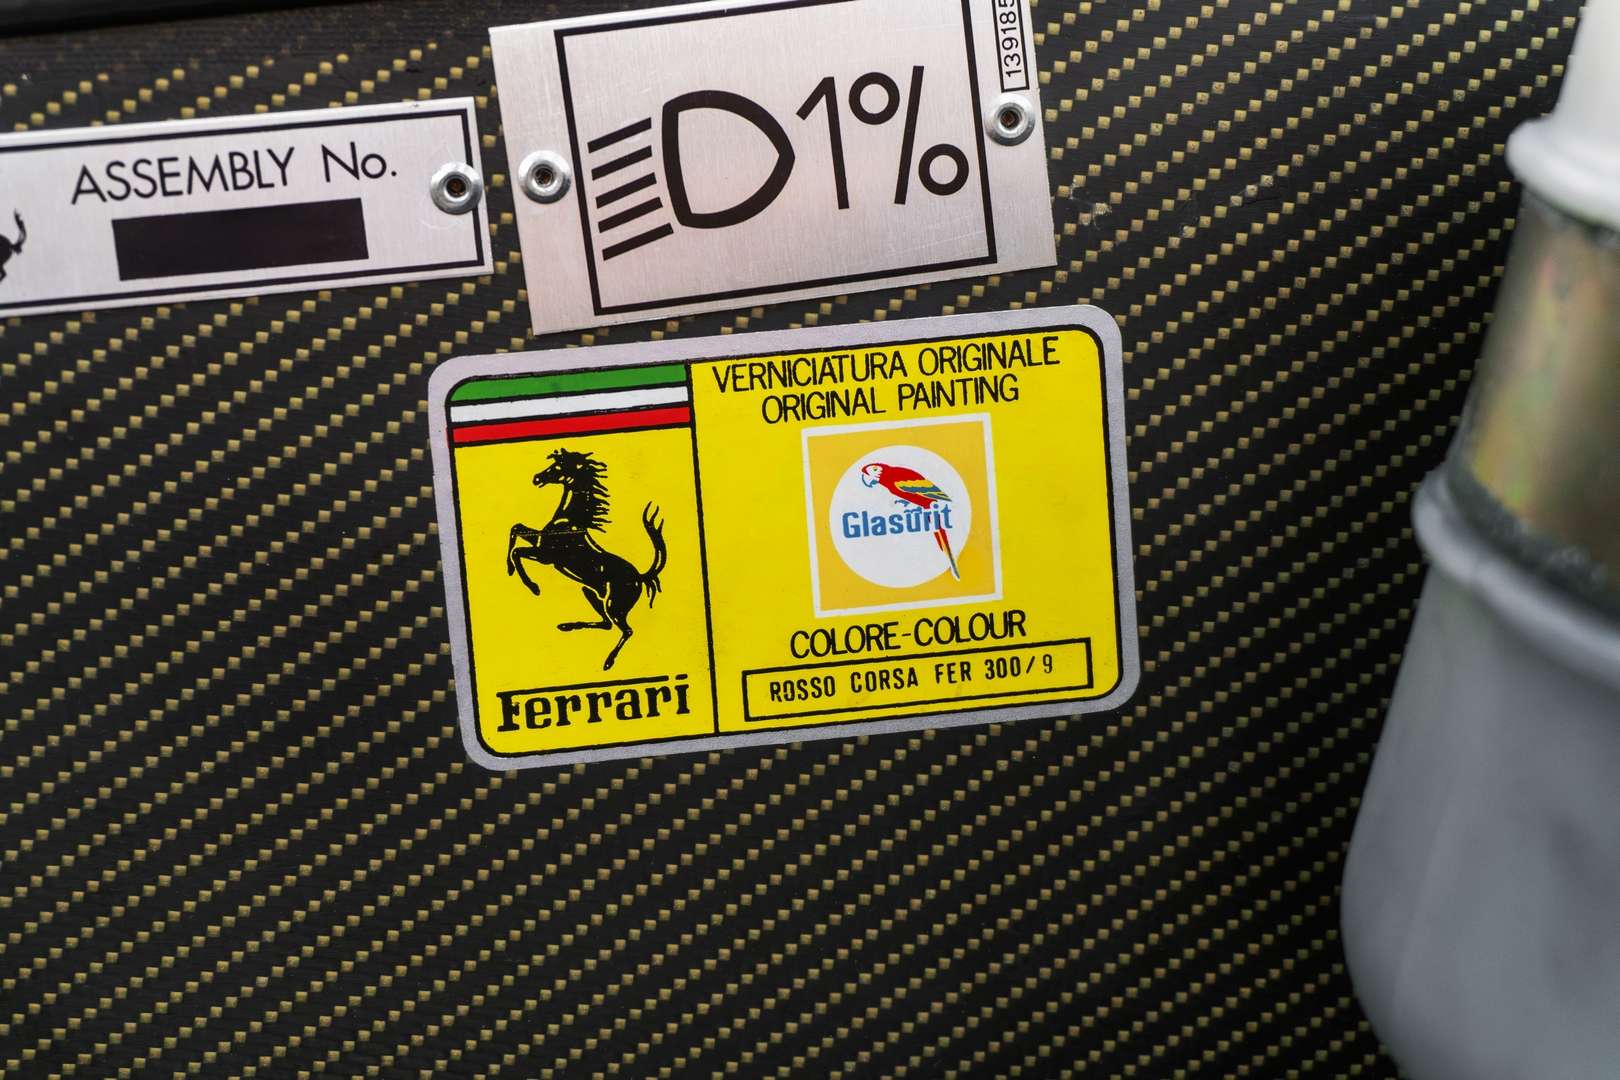 ASSEMBLY No.
1%
139185
VERNICIATURA ORIGINALE
ORIGINAL PAINTING
Glasurit
COLORE-COLOUR
ROSSO CORSA FER 300/9
Ferrari